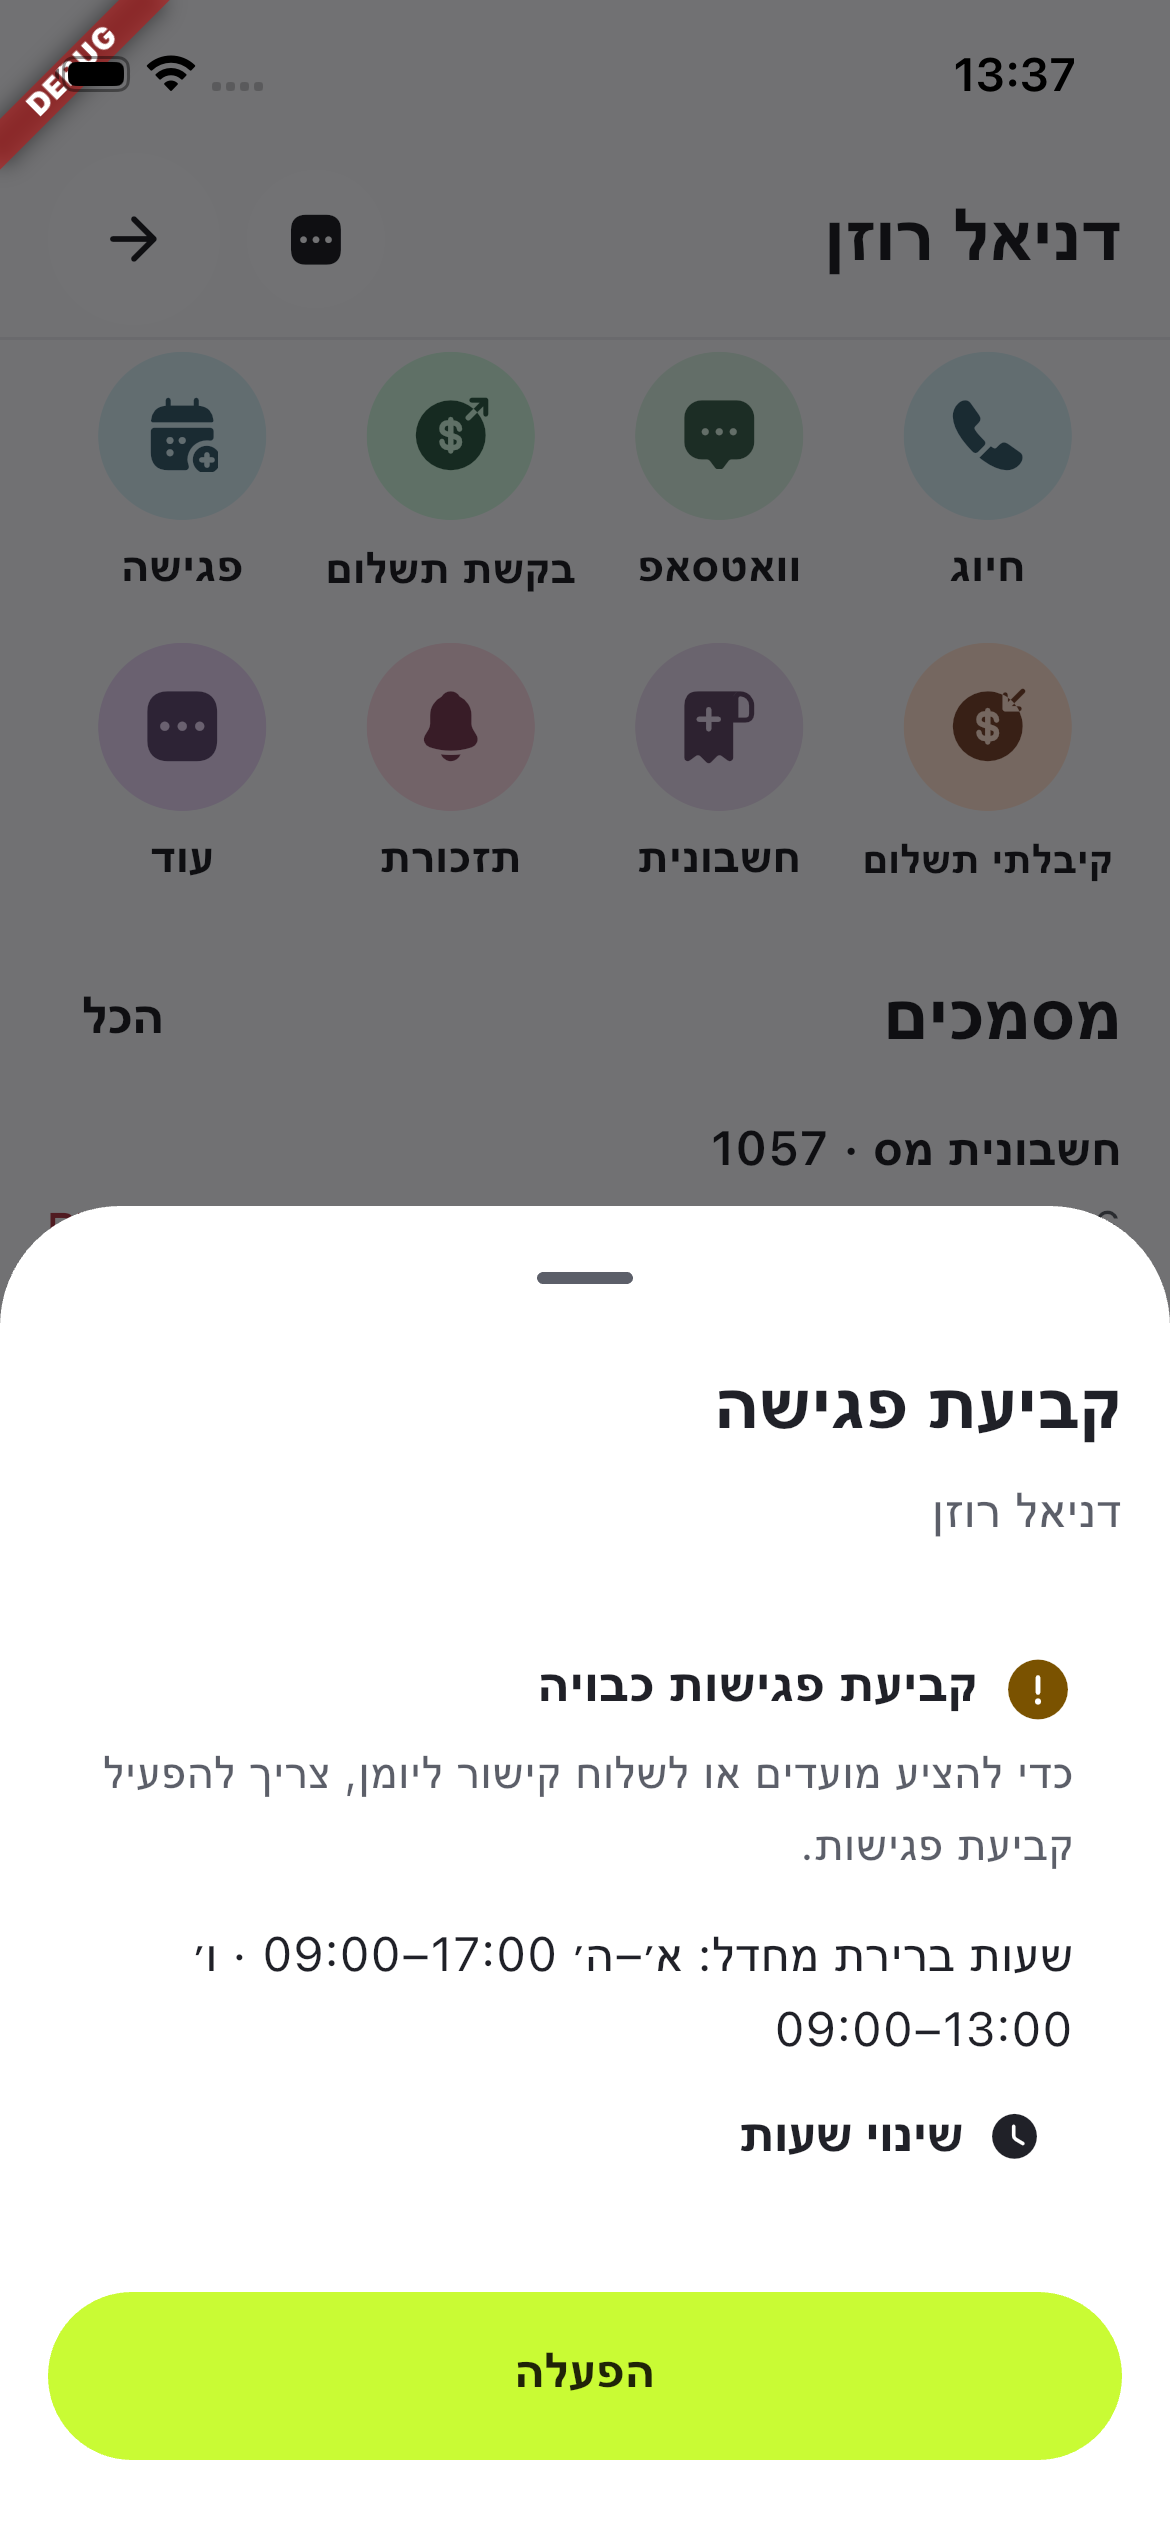 DEBUG
13:37
דניאל רוזן
חיוג
וואטסאפ
בקשת תשלום
פגישה
קיבלתי תשלום
חשבונית
תזכורת
עוד
מסמכים
הכל
חשבונית מס · 1057
קביעת פגישה
דניאל רוזן
קביעת פגישות כבויה
כדי להציע מועדים או לשלוח קישור ליומן, צריך להפעיל
קביעת פגישות.
שעות ברירת מחדל: א׳–ה׳ 09:00–17:00 · ו׳
09:00–13:00
שינוי שעות
הפעלה